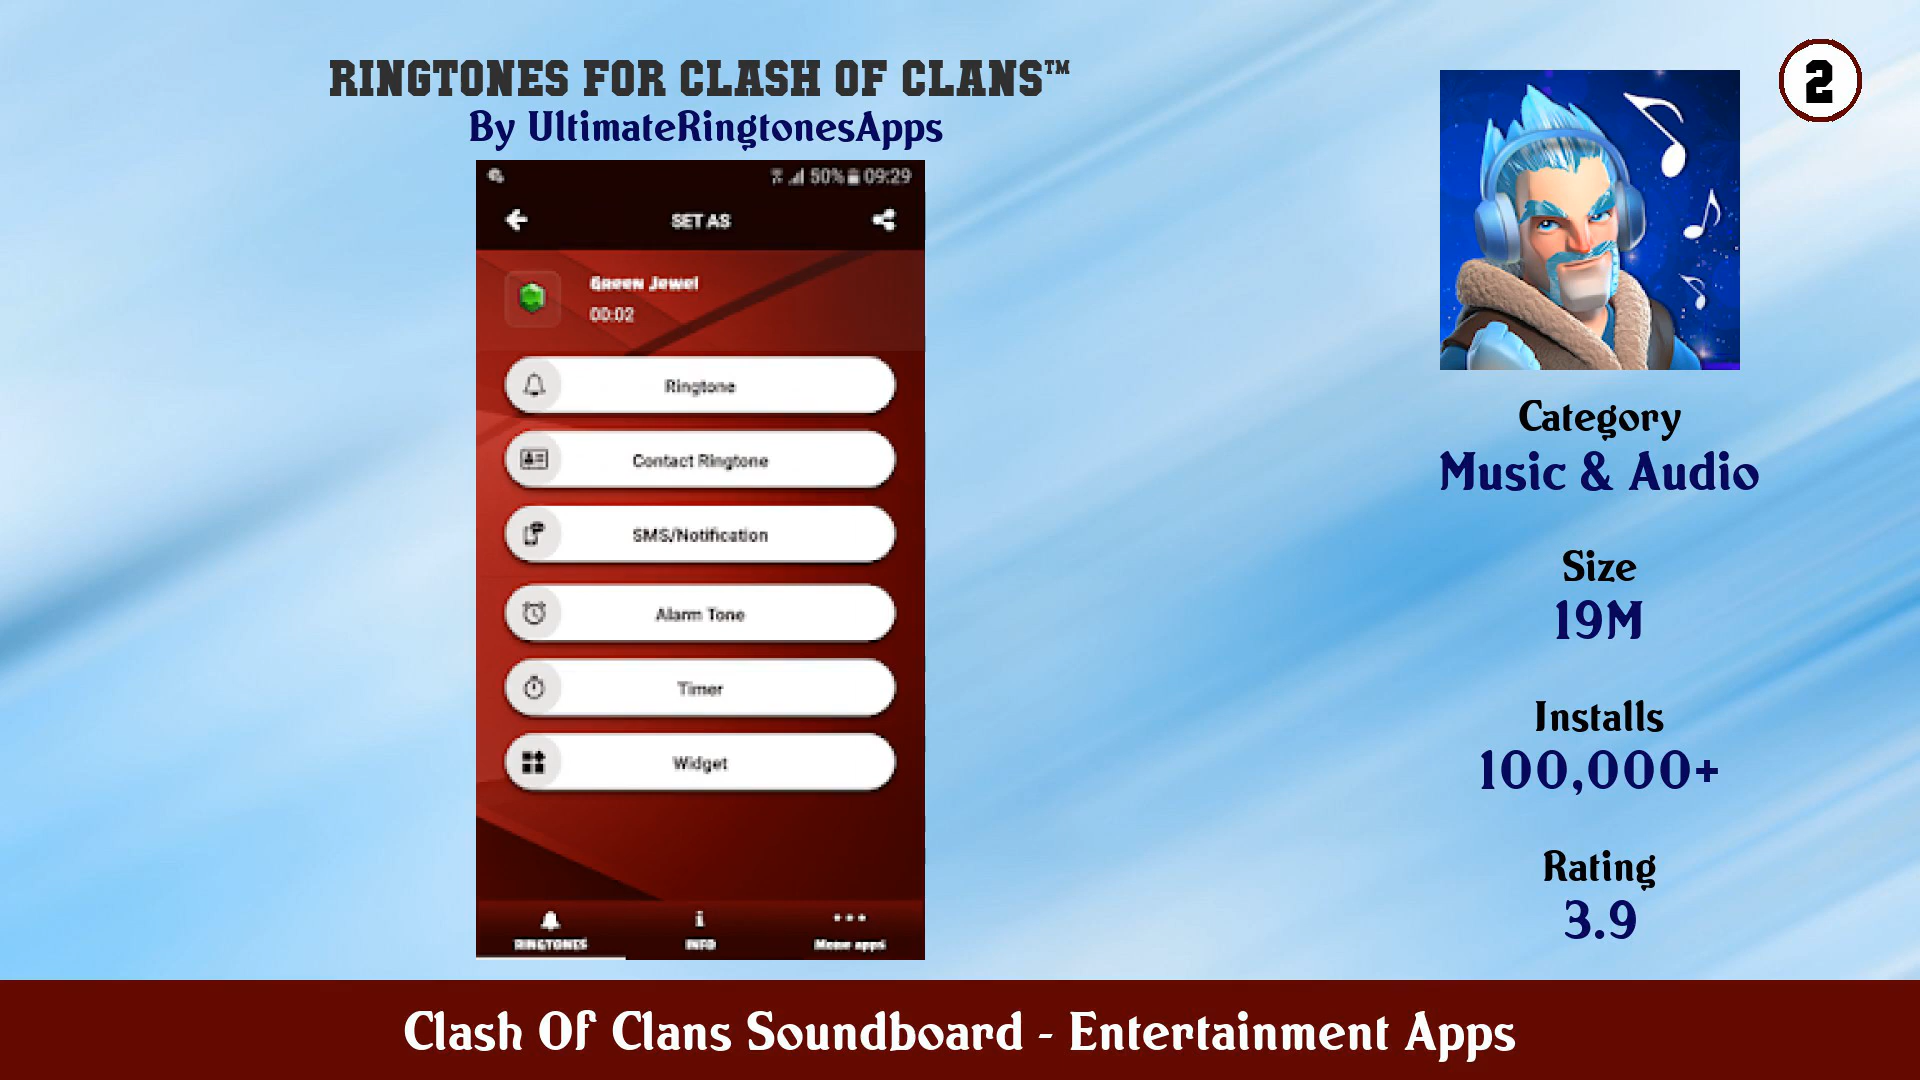 RINGTONES FOR CLASH OF CLANS™
By UltimateRingtonesApps
2
50% 09:29
SET AS
Green Jewel
00:02
Ringtone
Contact Ringtone
SMS/Notification
Alarm Tone
Timer
Widget
RINGTONES
INFO
More apps
Category
Music & Audio
Size
19M
Installs
100,000+
Rating
3.9
Clash Of Clans Soundboard - Entertainment Apps